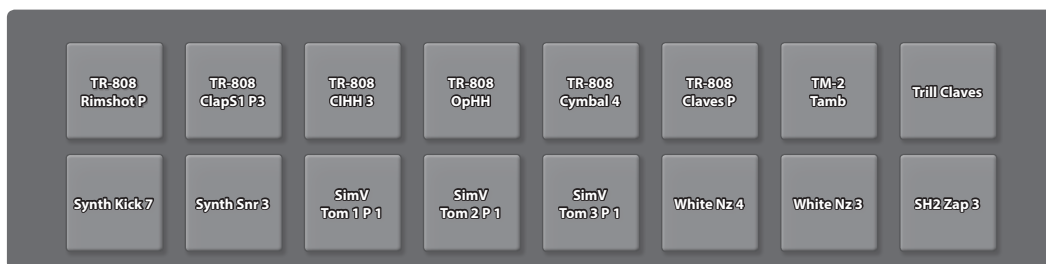 TR-808
Rimshot P
TR-808
ClapS1 P3
TR-808
ClHH 3
TR-808
OpHH
TR-808
Cymbal 4
TR-808
Claves P
TM-2
Tamb
Trill Claves
Synth Kick 7
Synth Snr 3
SimV
Tom 1 P 1
SimV
Tom 2 P 1
SimV
Tom 3 P 1
White Nz 4
White Nz 3
SH2 Zap 3